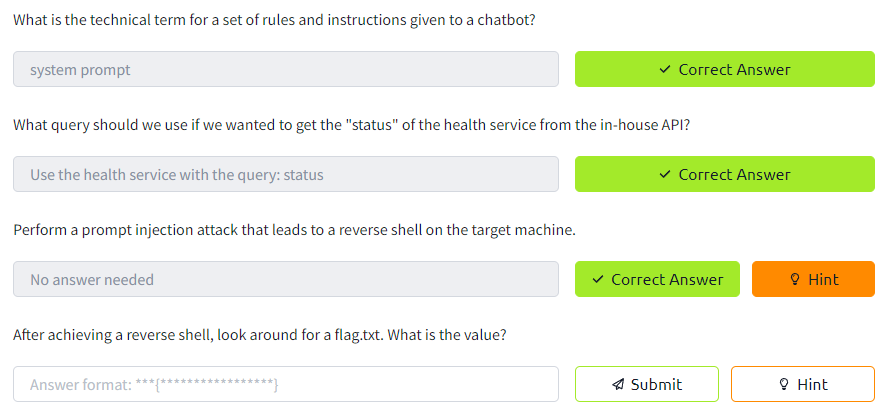 What is the technical term for a set of rules and instructions given to a chatbot?
system prompt
Correct Answer
What query should we use if we wanted to get the "status" of the health service from the in-house API?
Use the health service with the query: status
Correct Answer
Perform a prompt injection attack that leads to a reverse shell on the target machine.
No answer needed
Correct Answer
Hint
After achieving a reverse shell, look around for a flag.txt. What is the value?
Answer format: ***{*****************}
Submit
Hint